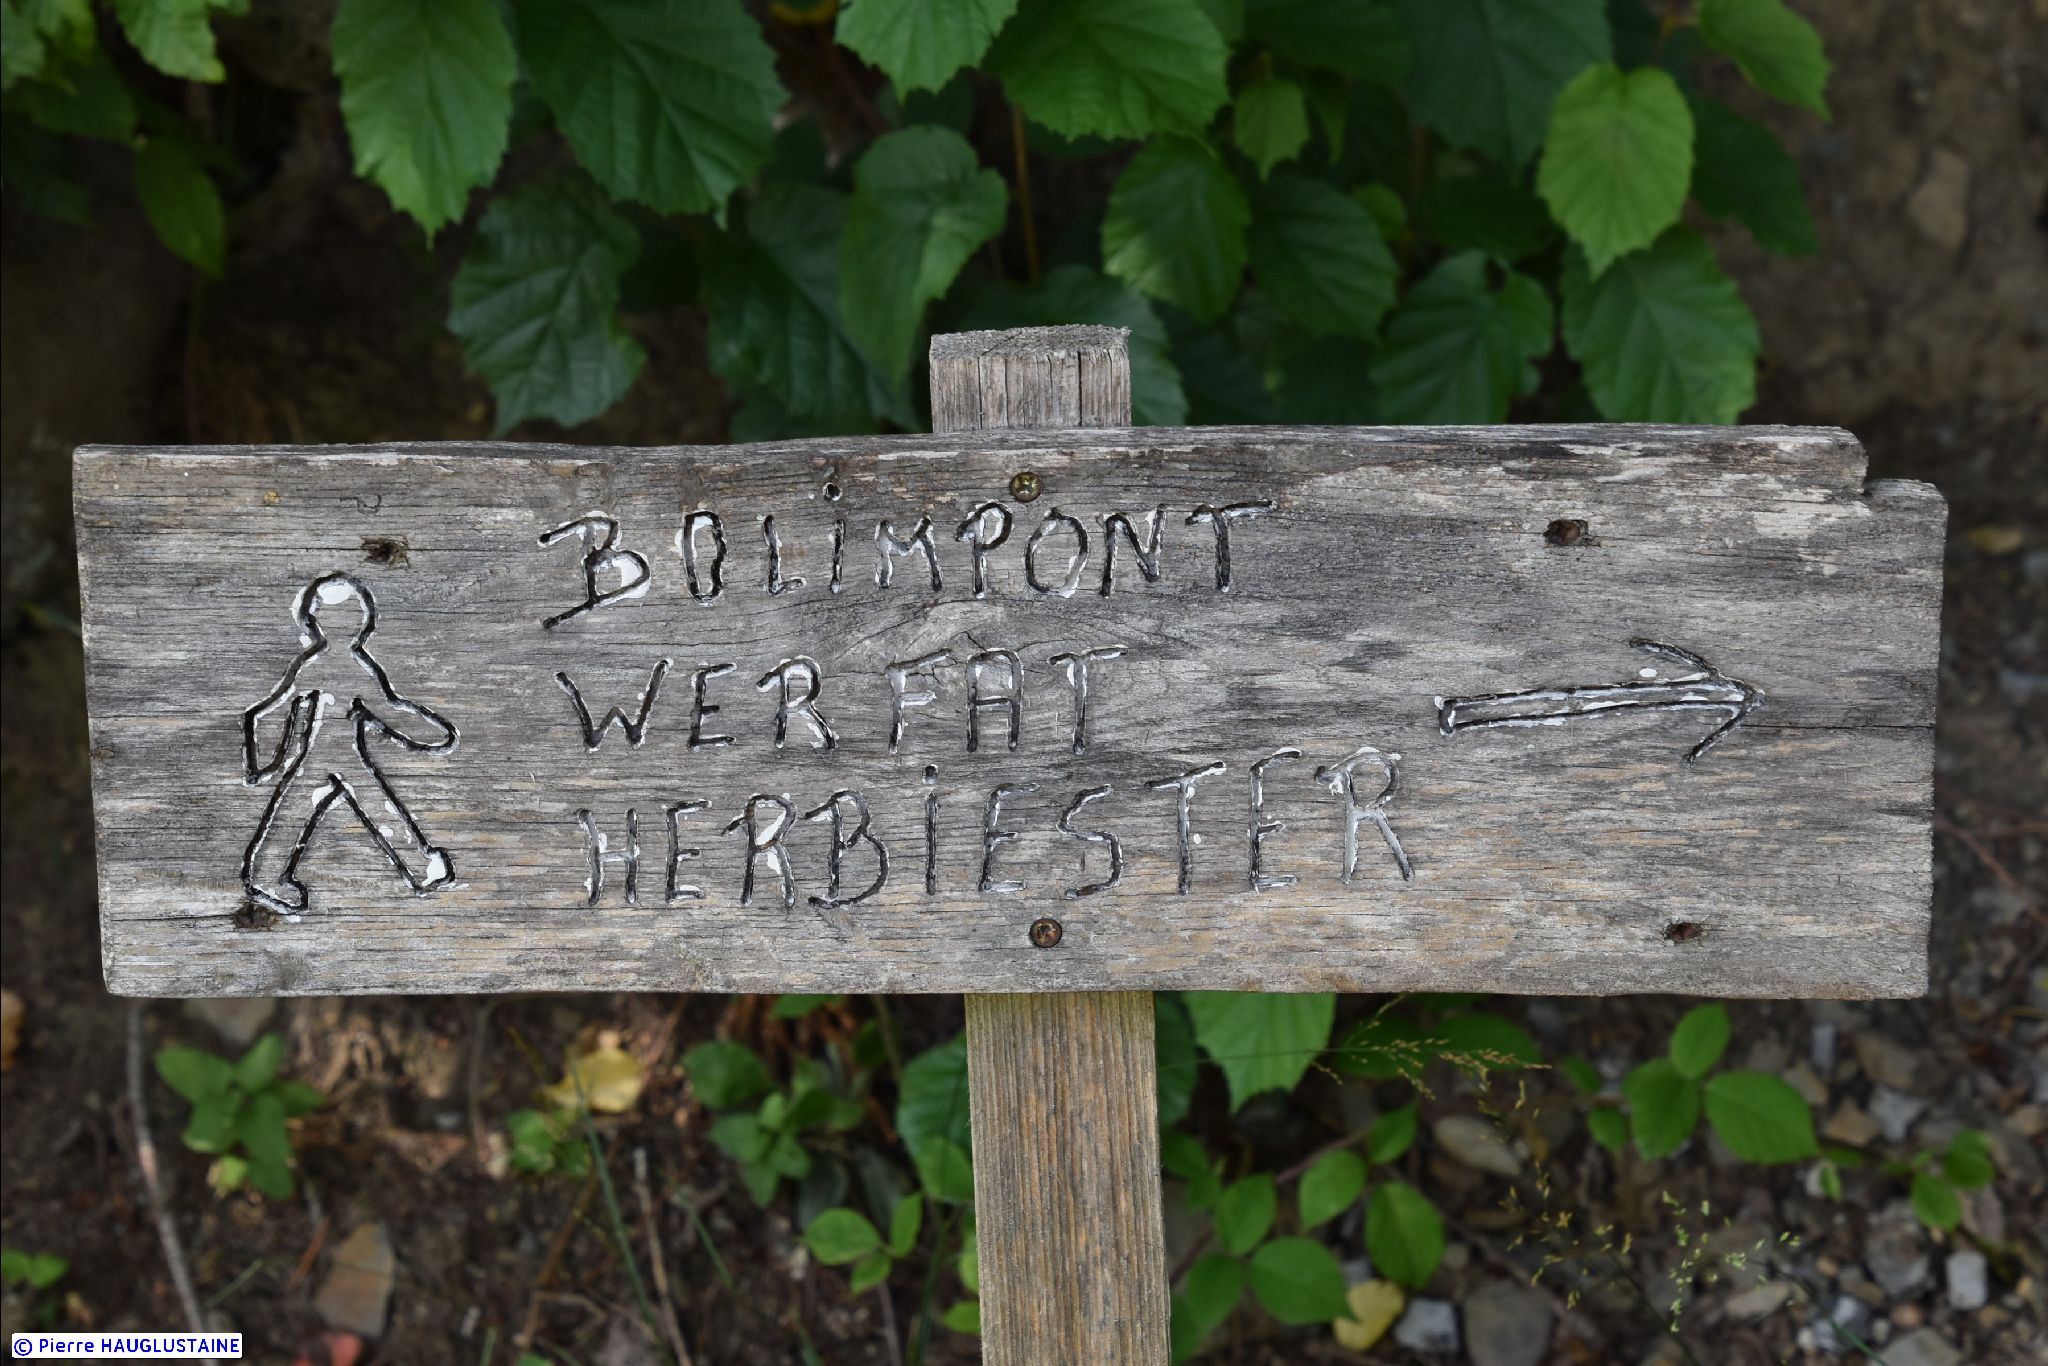 BOLiMPONT
WERFAT
HERBiESTER
© Pierre HAUGLUSTAINE